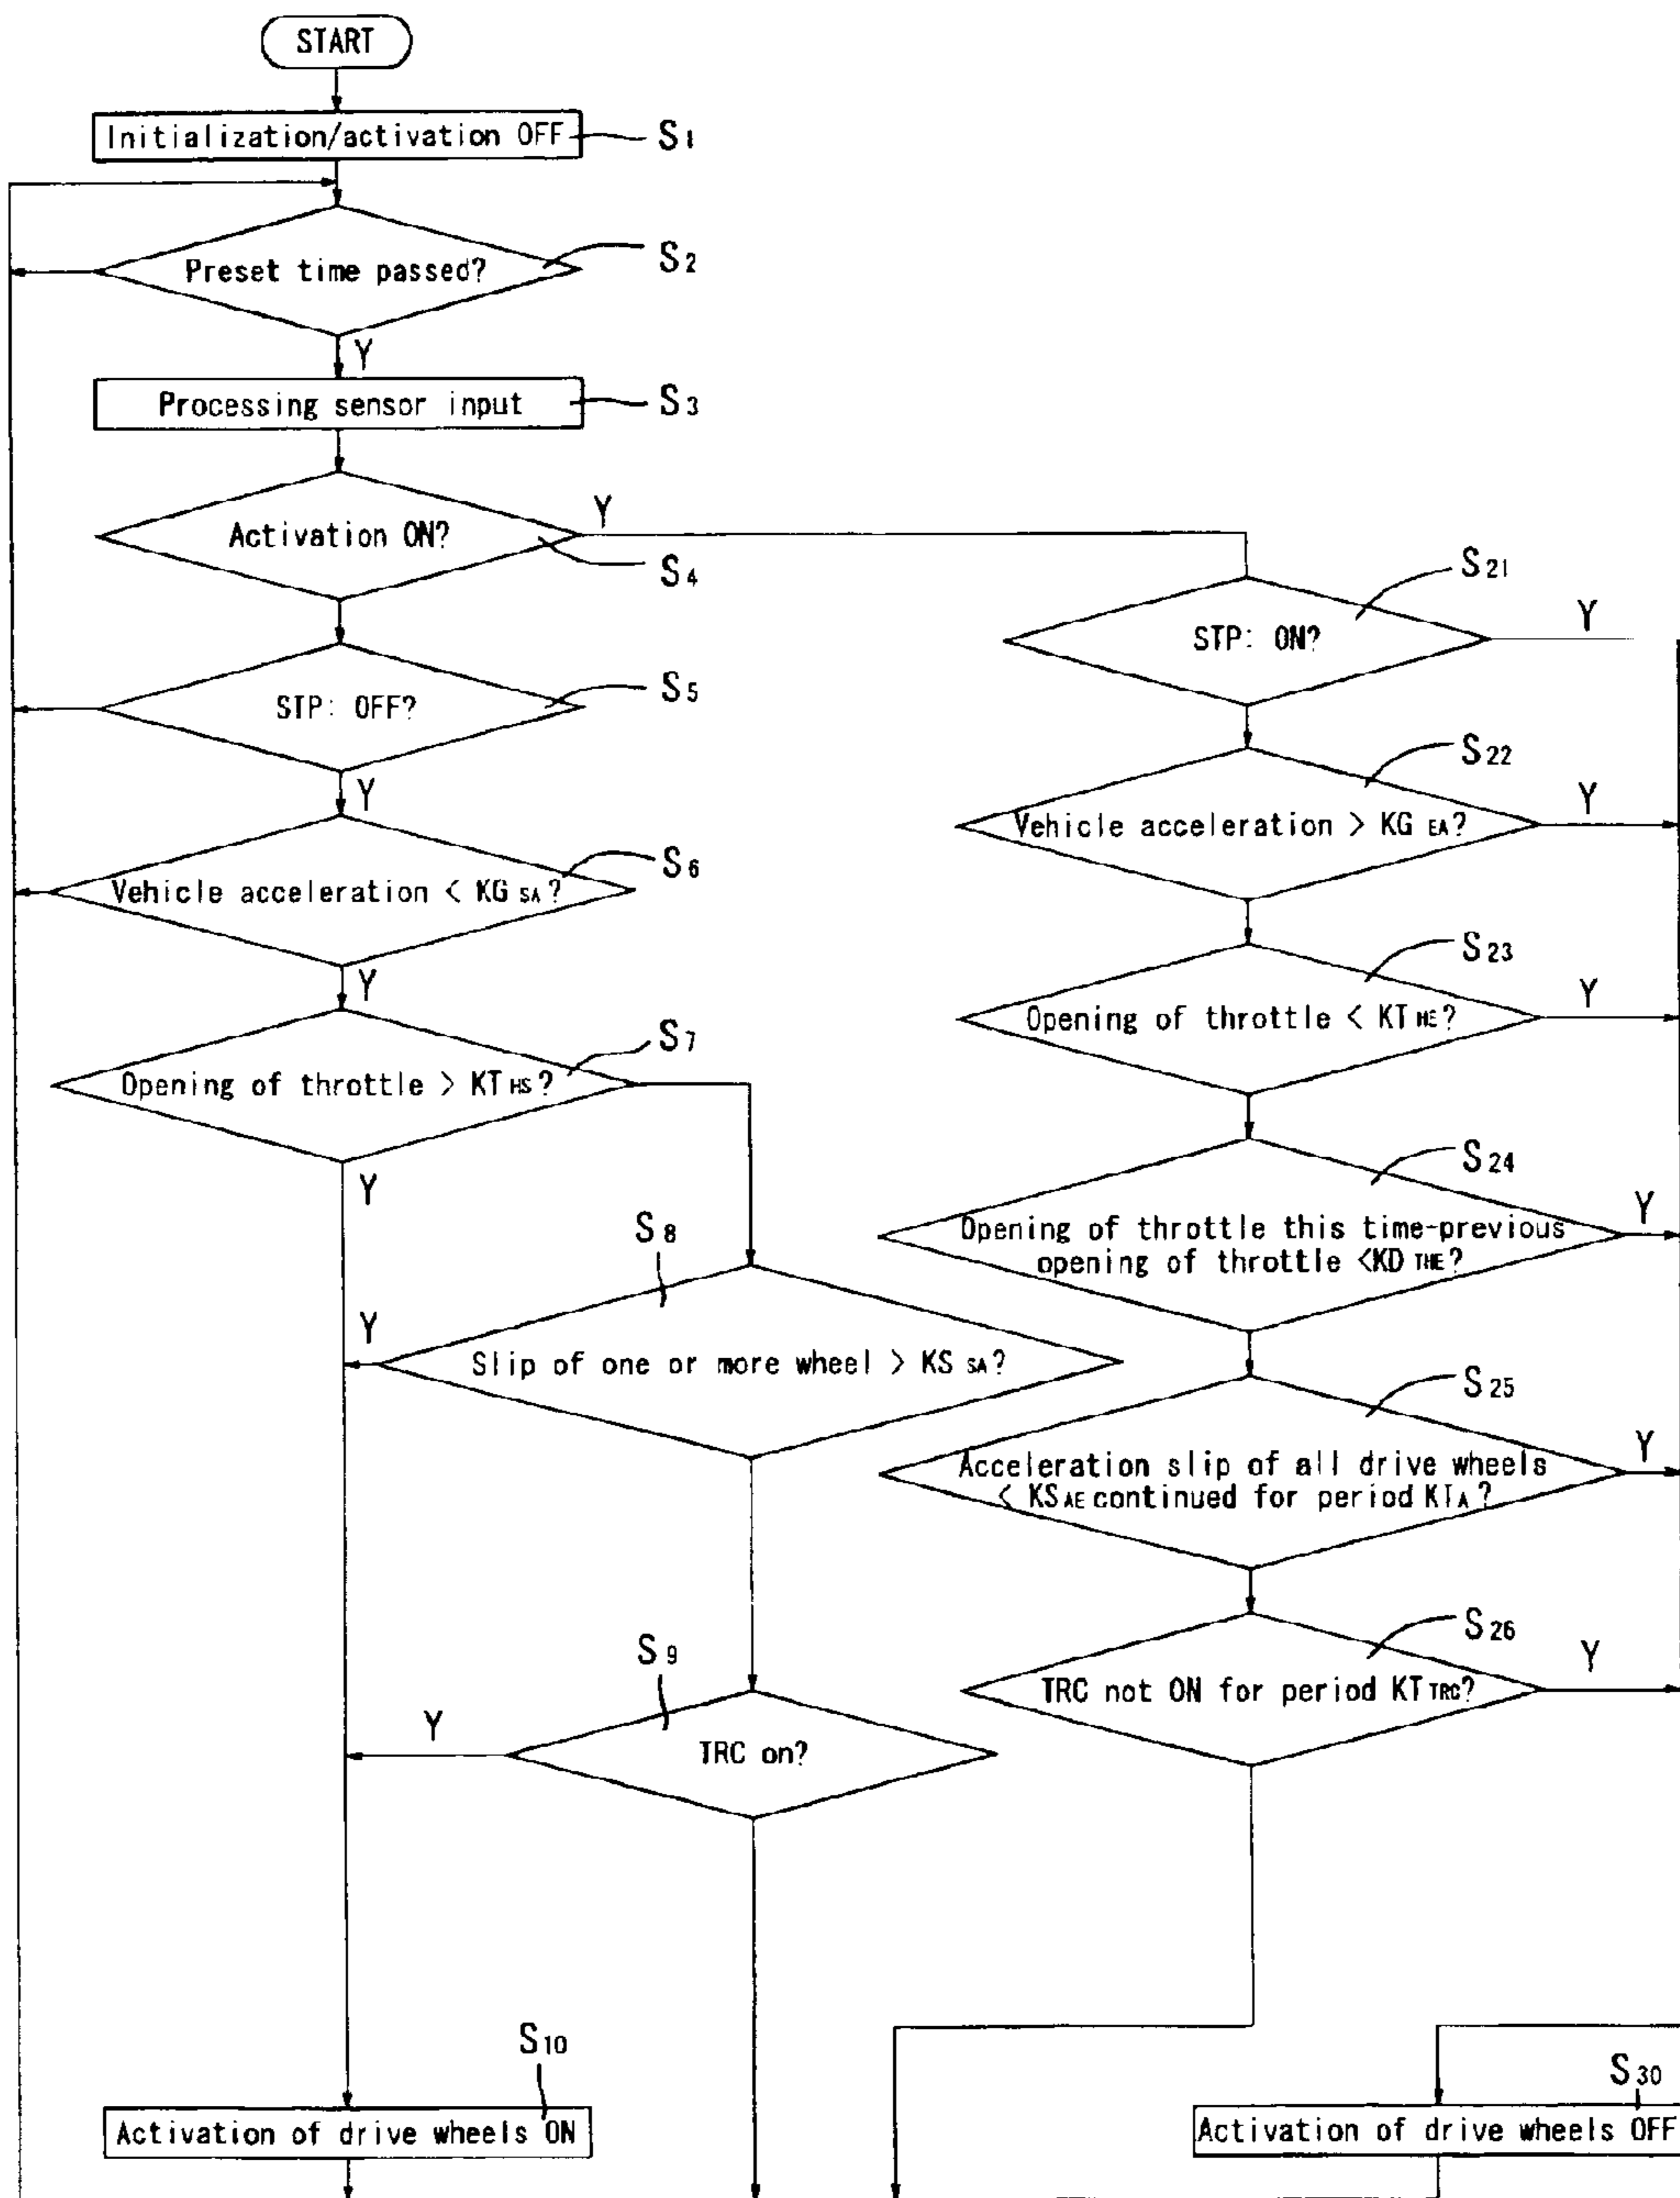 START
Initialization/activation OFF
S1
Preset time passed?
S2
Y
Processing sensor input
S3
Activation ON?
Y
S4
STP: OFF?
S5
Y
Vehicle acceleration < KG SA?
S6
Y
Opening of throttle > KT HS?
S7
Y
S8
Slip of one or more wheel > KS SA?
Y
S9
TRC on?
Y
S10
Activation of drive wheels ON
STP: ON?
S21
Y
Vehicle acceleration > KG EA?
S22
Y
Opening of throttle < KT HE?
S23
Y
S24
Opening of throttle this time-previous
opening of throttle <KD THE?
Y
S25
Acceleration slip of all drive wheels
< KS AE continued for period KTA?
Y
S26
TRC not ON for period KT TRC?
Y
S30
Activation of drive wheels OFF